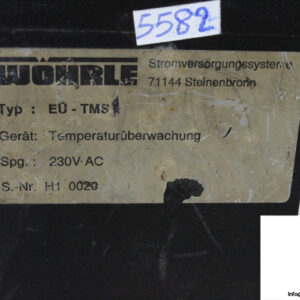 5582
WÖHRLE
Stromversorgungssysteme
71144 Steinenbronn
Typ : EÜ - TMS1
Gerät: Temperaturüberwachung
Spg. : 230V AC
S.-Nr. H1 0020